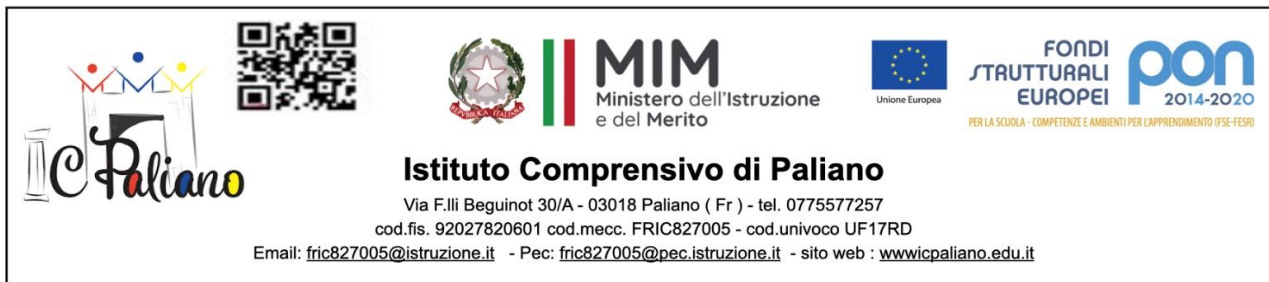 IC Paliano
REPVBBLICA ITALIANA
MIM
Ministero dell'Istruzione
e del Merito
Unione Europea
FONDI
STRUTTURALI
EUROPEI
pon
2014-2020
PER LA SCUOLA - COMPETENZE E AMBIENTI PER L'APPRENDIMENTO (FSE-FESR)
Istituto Comprensivo di Paliano
Via F.lli Beguinot 30/A - 03018 Paliano ( Fr ) - tel. 0775577257
cod.fis. 92027820601 cod.mecc. FRIC827005 - cod.univoco UF17RD
Email: fric827005@istruzione.it - Pec: fric827005@pec.istruzione.it - sito web : wwwicpaliano.edu.it